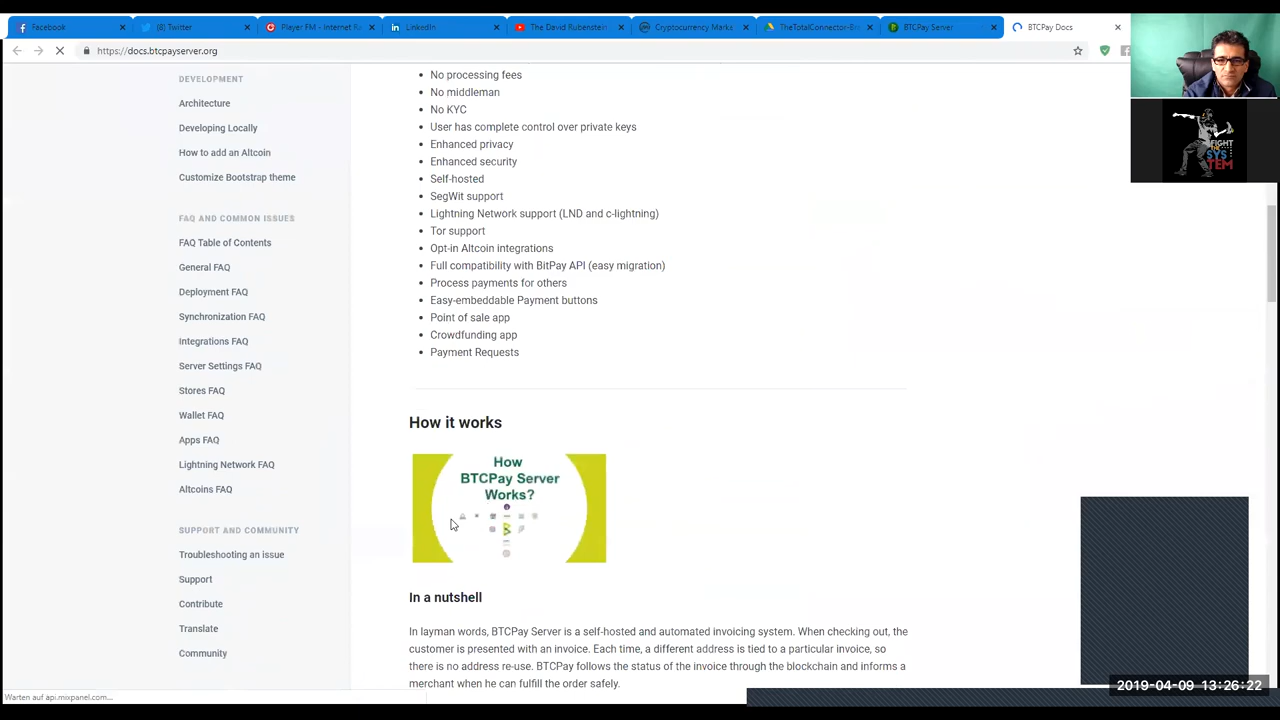 Facebook
(8) Twitter
Player FM - Internet Ra
LinkedIn
The David Rubenstein
Cryptocurrency Marke
TheTotalConnector-En
BTCPay Server
BTCPay Docs
https://docs.btcpayserver.org
DEVELOPMENT
Architecture
Developing Locally
How to add an Altcoin
Customize Bootstrap theme
FAQ AND COMMON ISSUES
FAQ Table of Contents
General FAQ
Deployment FAQ
Synchronization FAQ
Integrations FAQ
Server Settings FAQ
Stores FAQ
Wallet FAQ
Apps FAQ
Lightning Network FAQ
Altcoins FAQ
SUPPORT AND COMMUNITY
Troubleshooting an issue
Support
Contribute
Translate
Community
No processing fees
No middleman
No KYC
User has complete control over private keys
Enhanced privacy
Enhanced security
Self-hosted
SegWit support
Lightning Network support (LND and c-lightning)
Tor support
Opt-in Altcoin integrations
Full compatibility with BitPay API (easy migration)
Process payments for others
Easy-embeddable Payment buttons
Point of sale app
Crowdfunding app
Payment Requests
How it works
How
BTCPay Server
Works?
In a nutshell
In layman words, BTCPay Server is a self-hosted and automated invoicing system. When checking out, the
customer is presented with an invoice. Each time, a different address is tied to a particular invoice, so
there is no address re-use. BTCPay follows the status of the invoice through the blockchain and informs a
merchant when he can fulfill the order safely.
FIGHT
SYS
TEM
Warten auf api.mixpanel.com...
2019-04-09 13:26:22